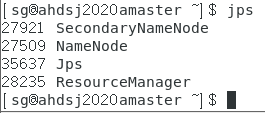 [sg@ahdsj2020amaster ~]$ jps
27921 SecondaryNameNode
27509 NameNode
35637 Jps
28235 ResourceManager
[sg@ahdsj2020amaster ~]$